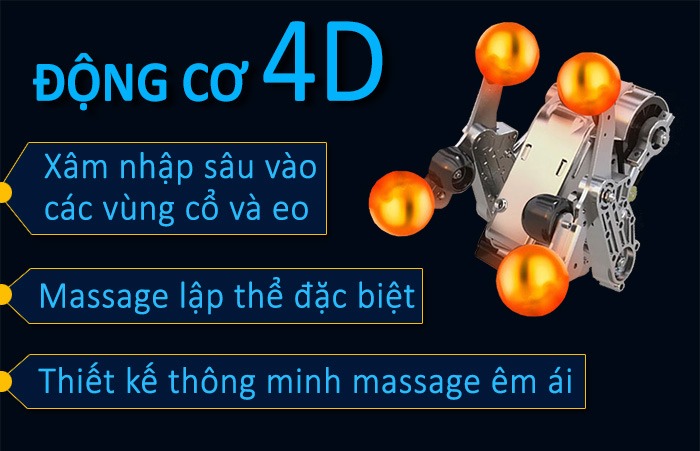 ĐỘNG CƠ 4D
Xâm nhập sâu vào
các vùng cổ và eo
Massage lập thể đặc biệt
Thiết kế thông minh massage êm ái